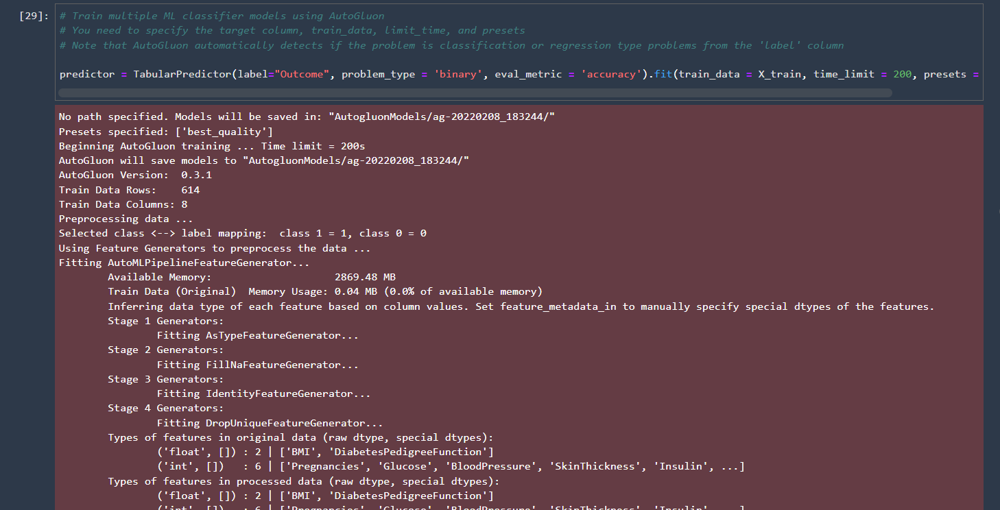 [29]:
# Train multiple ML classifier models using AutoGluon
# You need to specify the target column, train_data, limit_time, and presets
# Note that AutoGluon automatically detects if the problem is classification or regression type problems from the 'label' column
predictor = TabularPredictor(label="Outcome", problem_type = 'binary', eval_metric = 'accuracy').fit(train_data = X_train, time_limit = 200, presets =
No path specified. Models will be saved in: "AutogluonModels/ag-20220208_183244/"
Presets specified: ['best_quality']
Beginning AutoGluon training ... Time limit = 200s
AutoGluon will save models to "AutogluonModels/ag-20220208_183244/"
AutoGluon Version:  0.3.1
Train Data Rows:    614
Train Data Columns: 8
Preprocessing data ...
Selected class <--> label mapping:  class 1 = 1, class 0 = 0
Using Feature Generators to preprocess the data ...
Fitting AutoMLPipelineFeatureGenerator...
Available Memory:                    2869.48 MB
Train Data (Original)  Memory Usage: 0.04 MB (0.0% of available memory)
Inferring data type of each feature based on column values. Set feature_metadata_in to manually specify special dtypes of the features.
Stage 1 Generators:
Fitting AsTypeFeatureGenerator...
Stage 2 Generators:
Fitting FillNaFeatureGenerator...
Stage 3 Generators:
Fitting IdentityFeatureGenerator...
Stage 4 Generators:
Fitting DropUniqueFeatureGenerator...
Types of features in original data (raw dtype, special dtypes):
('float', []) : 2 | ['BMI', 'DiabetesPedigreeFunction']
('int', [])   : 6 | ['Pregnancies', 'Glucose', 'BloodPressure', 'SkinThickness', 'Insulin', ...]
Types of features in processed data (raw dtype, special dtypes):
('float', []) : 2 | ['BMI', 'DiabetesPedigreeFunction']
('int', [])   : 6 | ['Pregnancies', 'Glucose', 'BloodPressure', 'SkinThickness', 'Insulin', ...]